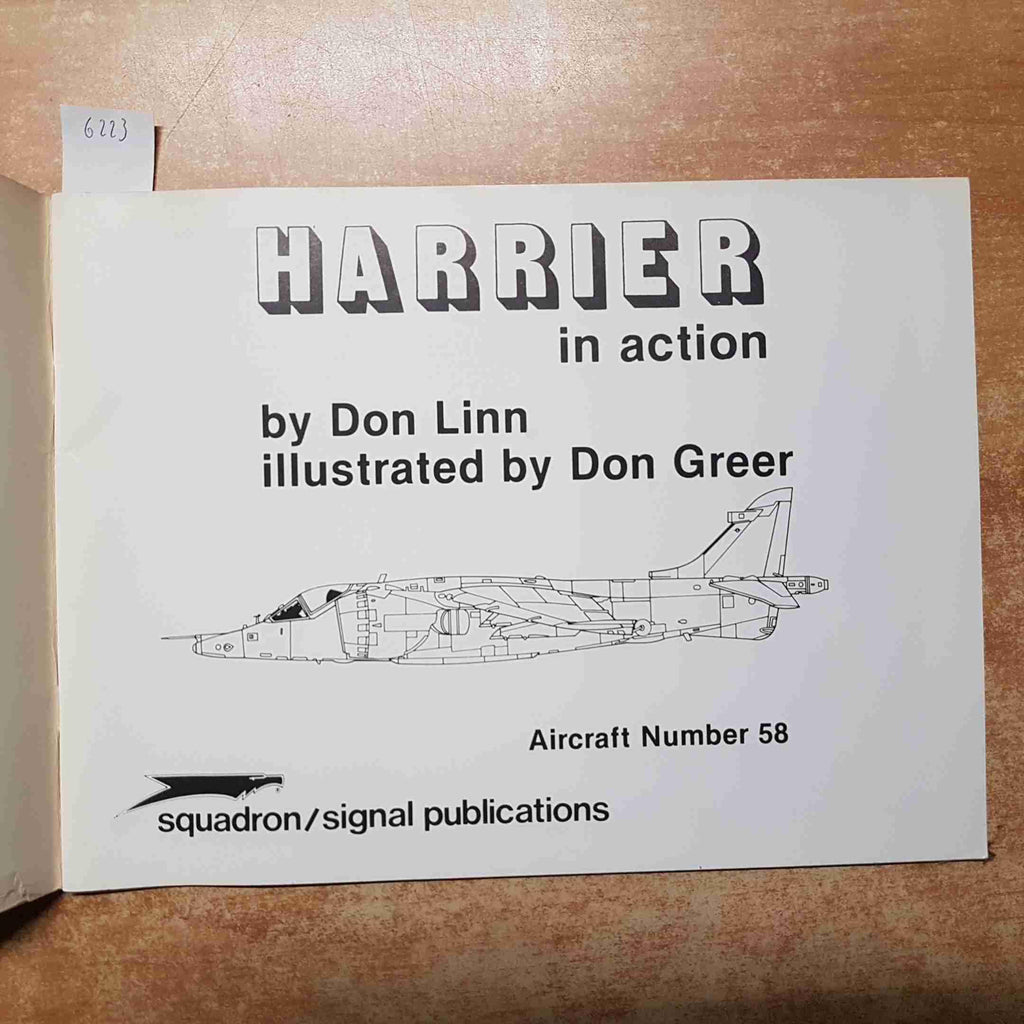 6223
HARRIER
in action
by Don Linn
illustrated by Don Greer
Aircraft Number 58
squadron/signal publications